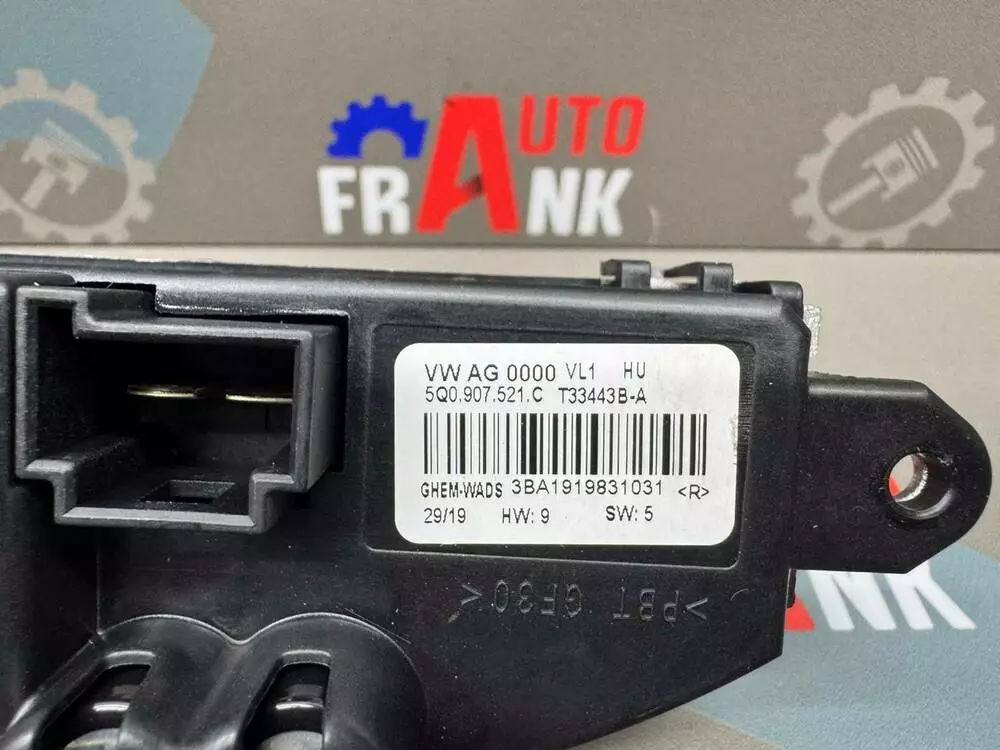 AUTO
FRANK
VW AG 0000 VL1 HU
5Q0.907.521.C T33443B-A
GHEM-WADS 3BA1919831031 <R>
29/19 HW: 9 SW: 5
>PBT GF30<
NK